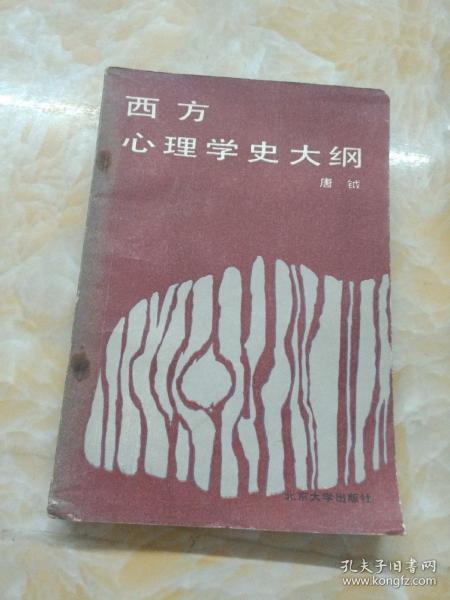 西方
心理学史大纲
唐钺
北京大学出版社
孔夫子旧书网
www.kongfz.com